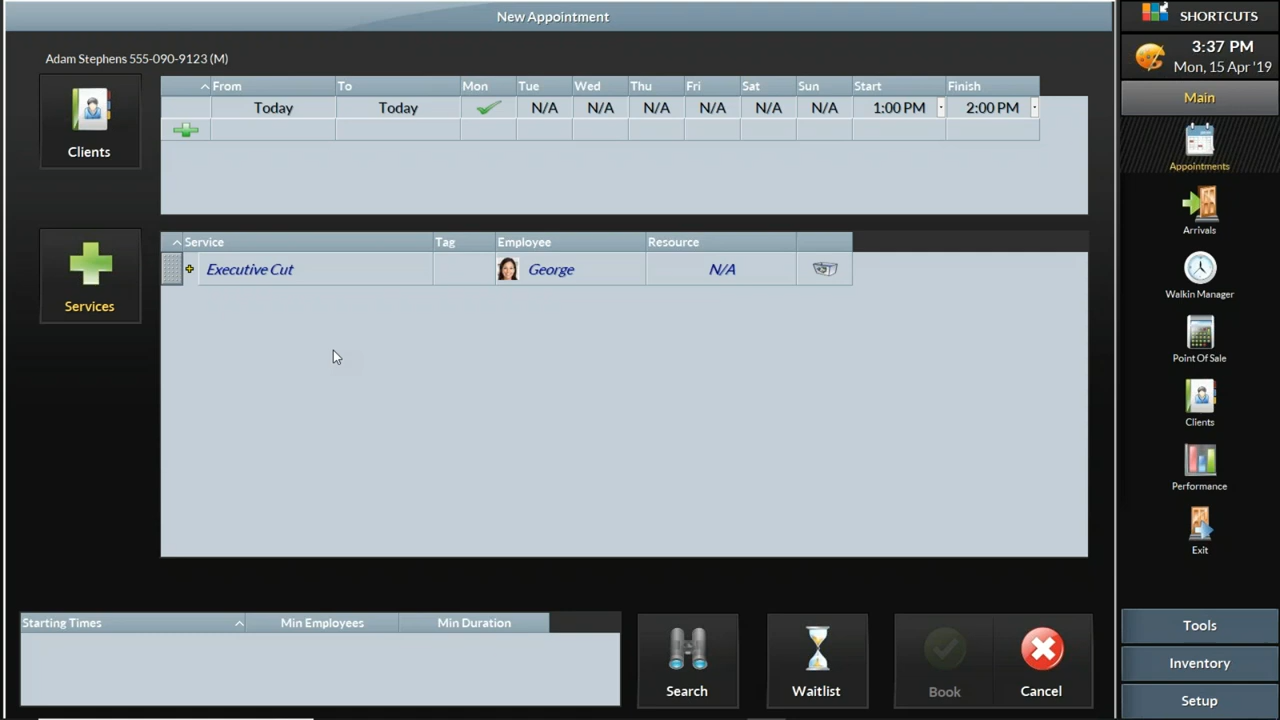 New Appointment
SHORTCUTS
3:37 PM
Mon, 15 Apr '19
Adam Stephens 555-090-9123 (M)
From To Mon Tue Wed Thu Fri Sat Sun Start Finish
Today Today N/A N/A N/A N/A N/A N/A 1:00 PM 2:00 PM
Clients
Service Tag Employee Resource
Executive Cut George N/A
Services
Starting Times Min Employees Min Duration
Search
Waitlist
Book
Cancel
Main
Appointments
Arrivals
Walkin Manager
Point Of Sale
Clients
Performance
Exit
Tools
Inventory
Setup